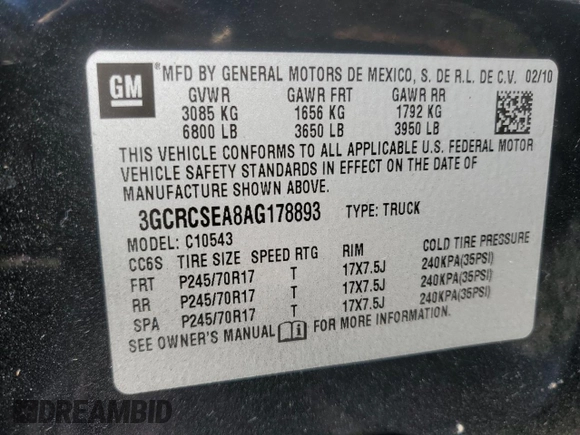 GM
® MFD BY GENERAL MOTORS DE MEXICO, S. DE R.L. DE C.V. 02/10
GVWR GAWR FRT GAWR RR
3085 KG 1656 KG 1792 KG
6800 LB 3650 LB 3950 LB
THIS VEHICLE CONFORMS TO ALL APPLICABLE U.S. FEDERAL MOTOR
VEHICLE SAFETY STANDARDS IN EFFECT ON THE DATE OF
MANUFACTURE SHOWN ABOVE.
3GCRCSEA8AG178893 TYPE: TRUCK
MODEL: C10543
CC6S TIRE SIZE SPEED RTG RIM COLD TIRE PRESSURE
FRT P245/70R17 T 17X7.5J 240KPA(35PSI)
RR P245/70R17 T 17X7.5J 240KPA(35PSI)
SPA P245/70R17 T 17X7.5J 240KPA(35PSI)
SEE OWNER'S MANUAL FOR MORE INFORMATION.
DREAMBID